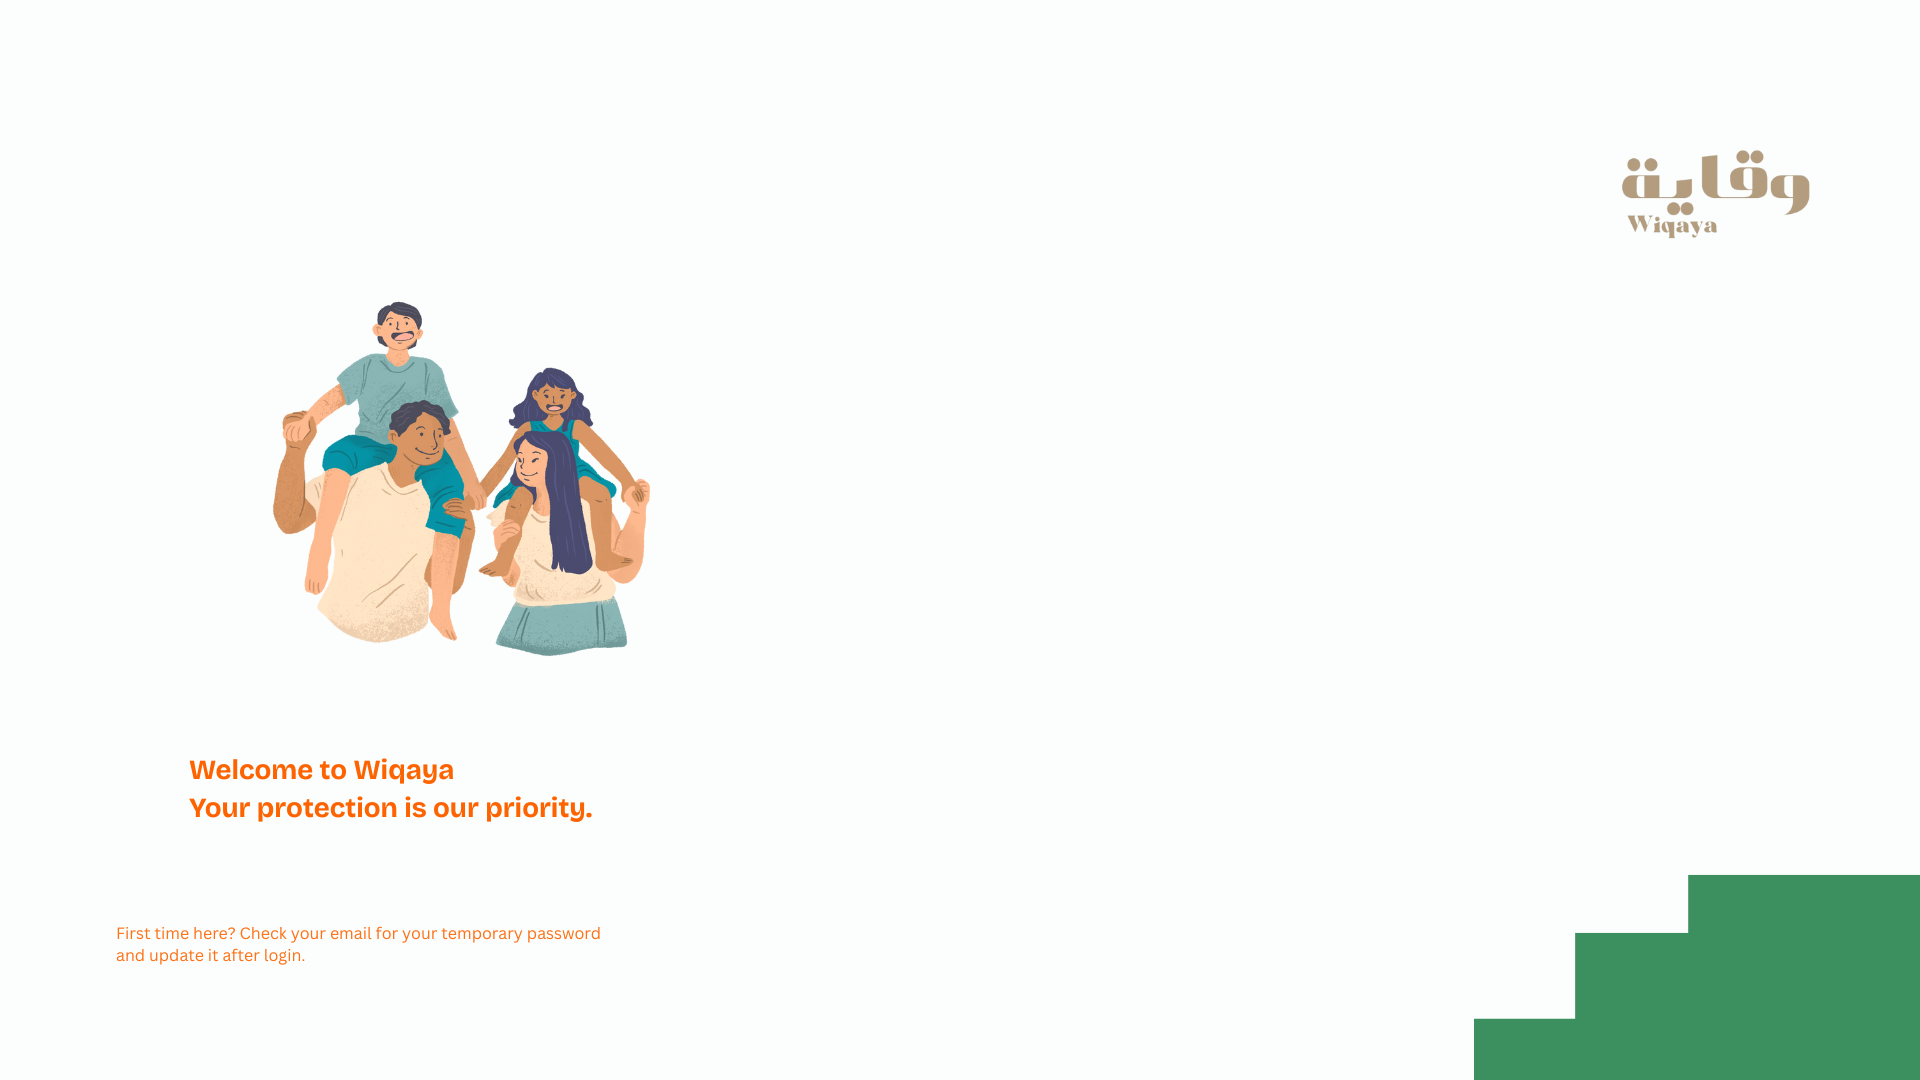 وقاية
Wiqaya
Welcome to Wiqaya
Your protection is our priority.
First time here? Check your email for your temporary password
and update it after login.